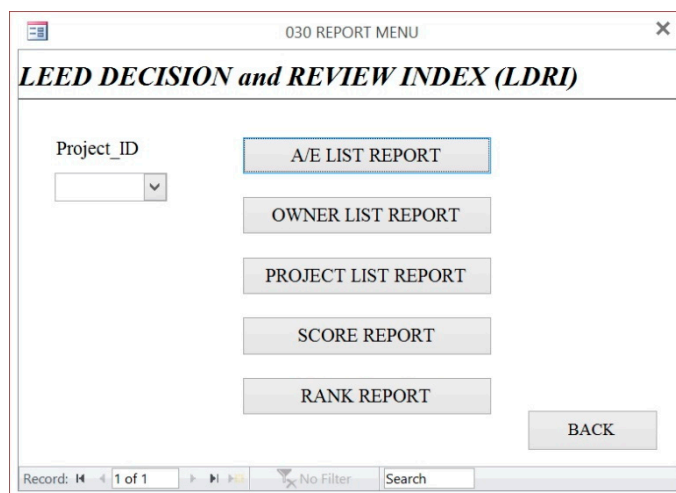 030 REPORT MENU
LEED DECISION and REVIEW INDEX (LDRI)
Project_ID
A/E LIST REPORT
OWNER LIST REPORT
PROJECT LIST REPORT
SCORE REPORT
RANK REPORT
BACK
Record: 1 of 1 No Filter Search